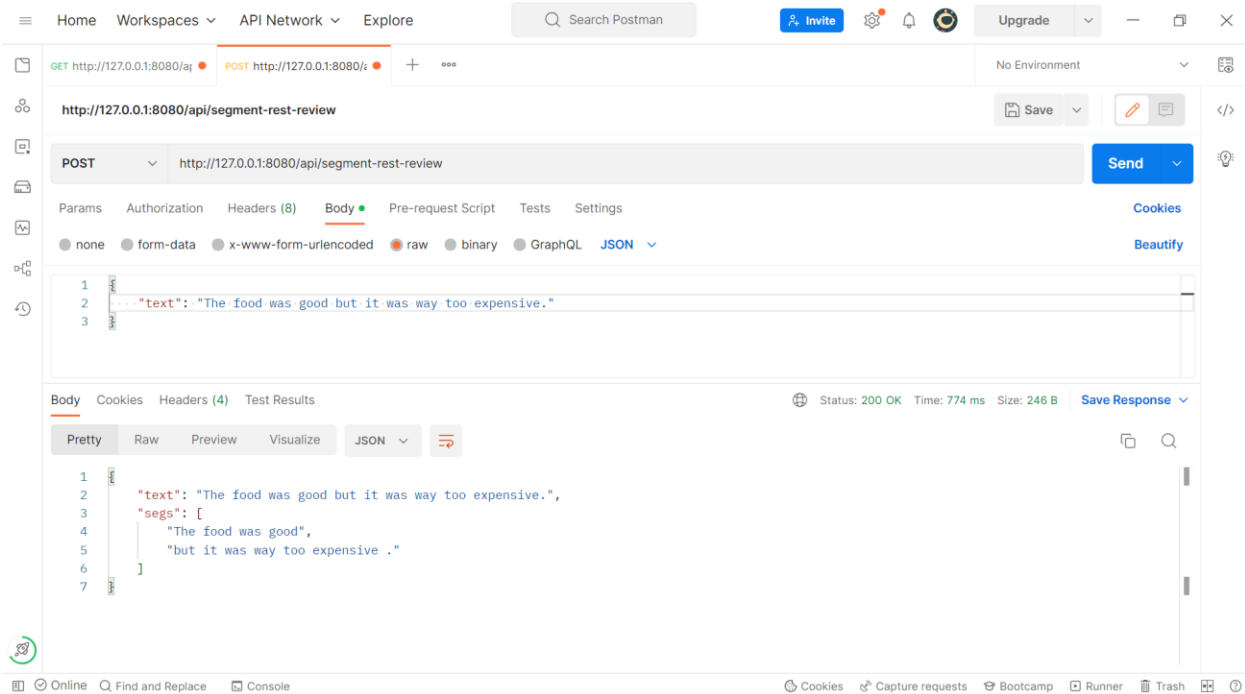 Home Workspaces API Network Explore Search Postman Invite Upgrade
GET http://127.0.0.1:8080/ap POST http://127.0.0.1:8080/a No Environment
http://127.0.0.1:8080/api/segment-rest-review Save
POST http://127.0.0.1:8080/api/segment-rest-review Send
Params Authorization Headers (8) Body Pre-request Script Tests Settings Cookies
none form-data x-www-form-urlencoded raw binary GraphQL JSON Beautify
1 {
2 "text": "The food was good but it was way too expensive."
3 }
Body Cookies Headers (4) Test Results Status: 200 OK Time: 774 ms Size: 246 B Save Response
Pretty Raw Preview Visualize JSON
1 {
2 "text": "The food was good but it was way too expensive.",
3 "segs": [
4 "The food was good",
5 "but it was way too expensive ."
6 ]
7 }
Online Find and Replace Console Cookies Capture requests Bootcamp Runner Trash